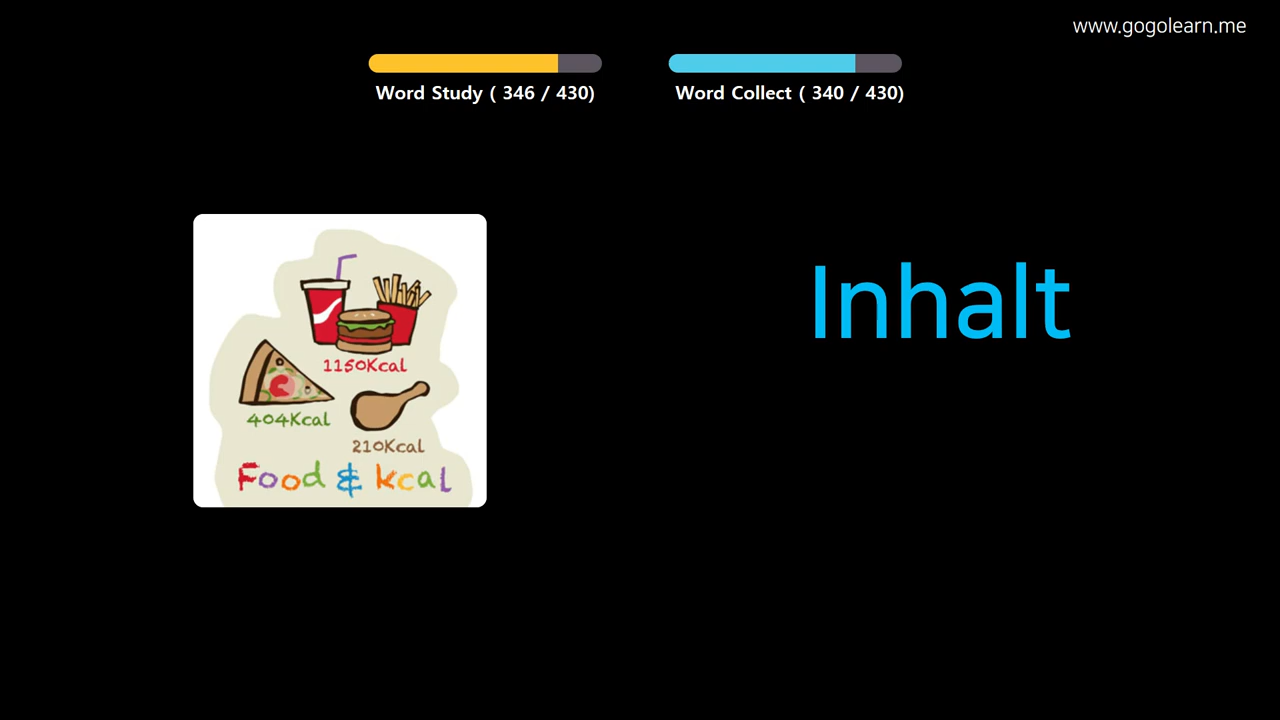 www.gogolearn.me
Word Study ( 346 / 430)
Word Collect ( 340 / 430)
Inhalt
1150Kcal
404Kcal
210Kcal
Food & kcal